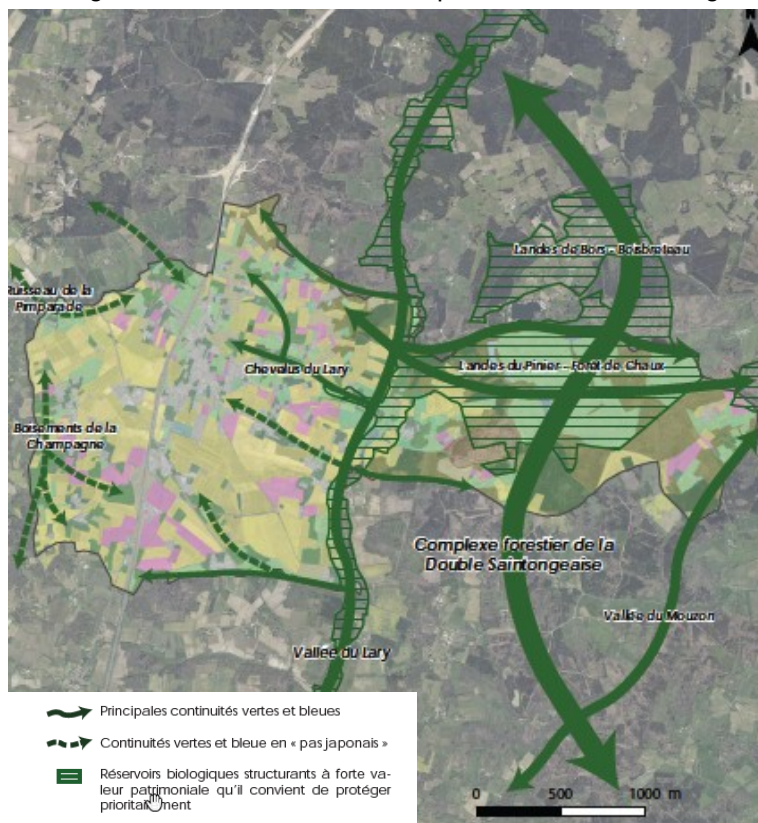 N
Landes de Bors - Boisbreteau
Ruisseau de la
Pimparade
Chevelus du Lary
Landes du Pinier - Forêt de Chaux
Boisements de la
Champagne
Complexe forestier de la
Double Saintongeaise
Vallée du Mouzon
Vallée du Lary
Principales continuités vertes et bleues
Continuités vertes et bleue en « pas japonais »
Réservoirs biologiques structurants à forte va-
leur patrimoniale qu'il convient de protéger
prioritairement
0 500 1000 m